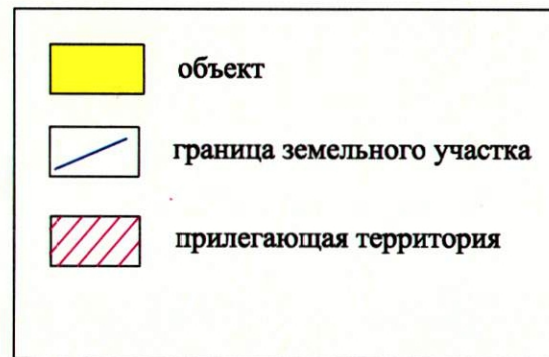 объект
граница земельного участка
прилегающая территория